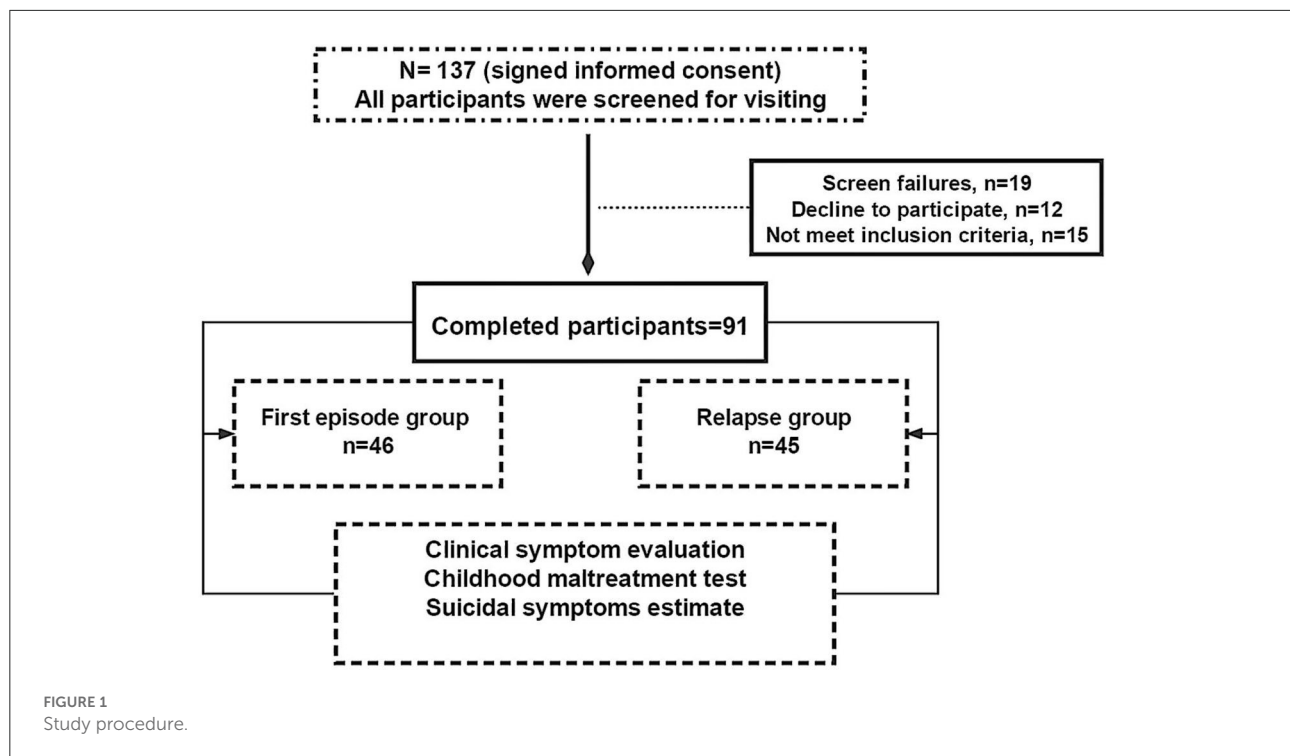 N= 137 (signed informed consent)
All participants were screened for visiting
Screen failures, n=19
Decline to participate, n=12
Not meet inclusion criteria, n=15
Completed participants=91
First episode group
n=46
Relapse group
n=45
Clinical symptom evaluation
Childhood maltreatment test
Suicidal symptoms estimate
FIGURE 1
Study procedure.